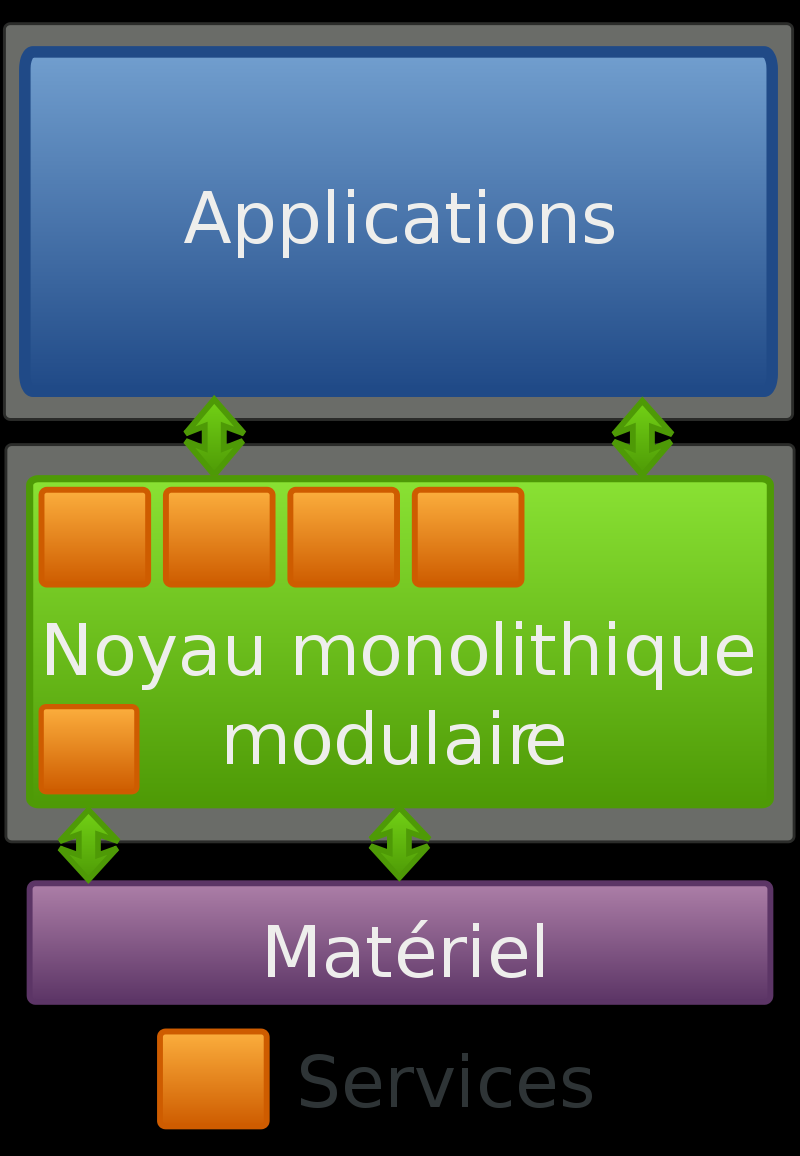 Applications
Noyau monolithique
modulaire
Matériel
Services